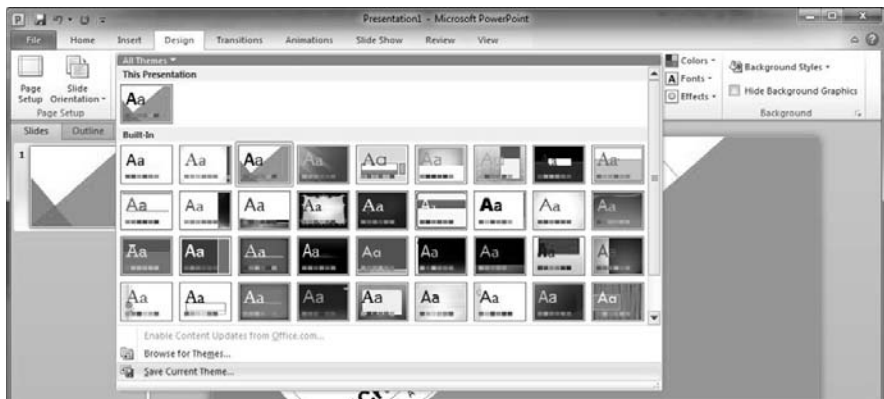 Presentation1 - Microsoft PowerPoint
File Home Insert Design Transitions Animations Slide Show Review View
Page Setup
Slide Orientation
Page Setup
All Themes
Colors
Fonts
Effects
Background Styles
Hide Background Graphics
Background
Slides Outline
1
This Presentation
Aa
Built-In
Aa Aa Aa Aa Aa Aa Aa Aa Aa
Aa Aa Aa Aa Aa Aa Aa Aa Aa
Aa Aa Aa Aa Aa Aa Aa Aa Aa
Aa Aa Aa Aa Aa Aa Aa Aa Aa
Enable Content Updates from Office.com...
Browse for Themes...
Save Current Theme...